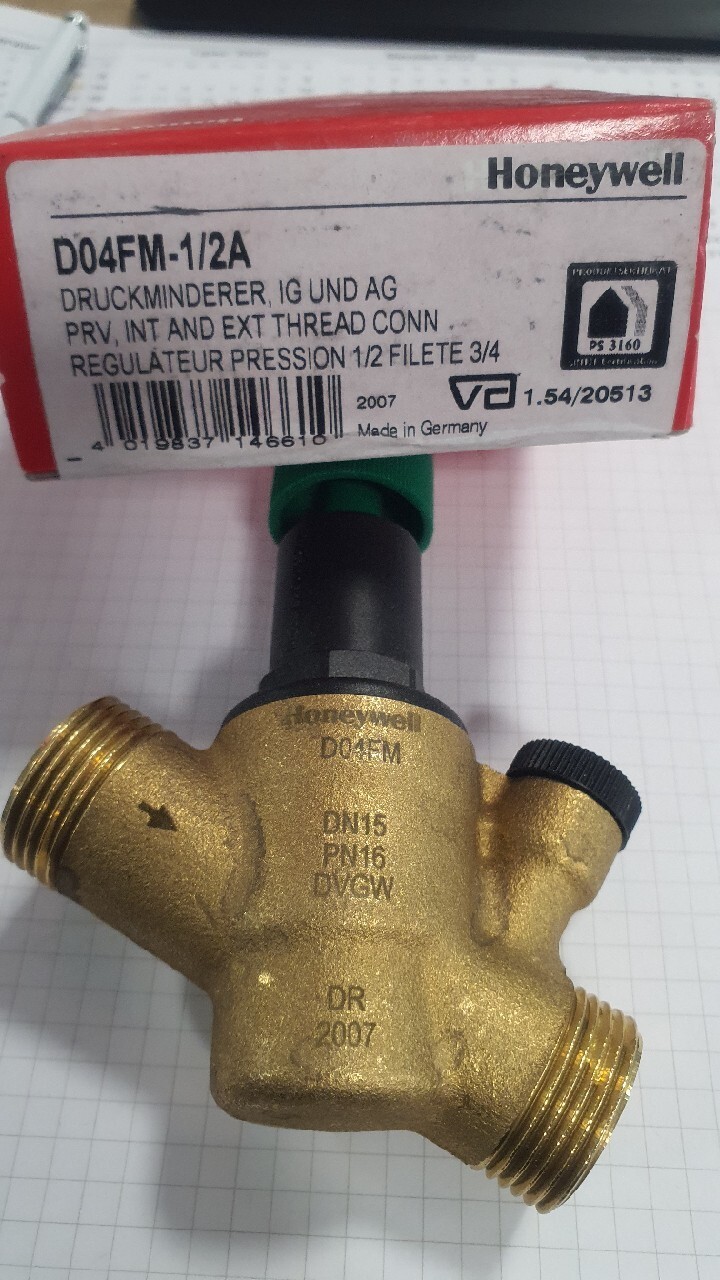 Honeywell
D04FM-1/2A
DRUCKMINDERER, IG UND AG
PRV, INT AND EXT THREAD CONN
REGULATEUR PRESSION 1/2 FILETE 3/4
PRODUKTSERTIFIKAT
PS 3160
4 019837 146610
2007
Made in Germany
1.54/20513
Honeywell
D04FM
DN15
PN16
DVGW
DR
2007